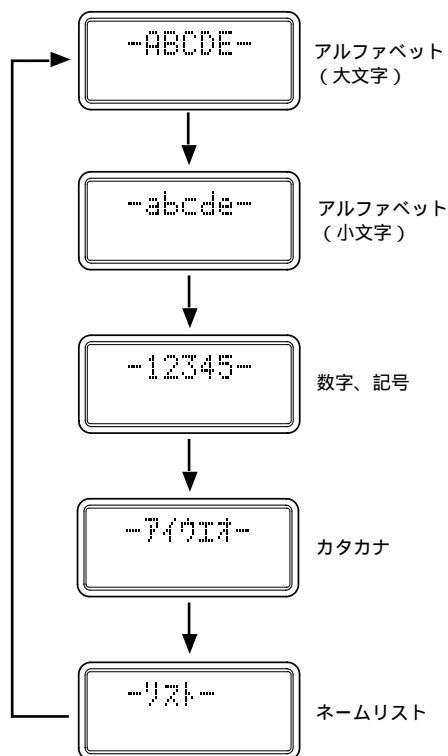 -ABCDE-
アルファベット
(大文字)
-abcde-
アルファベット
(小文字)
-12345-
数字、記号
-アイウエオ-
カタカナ
-リスト-
ネームリスト